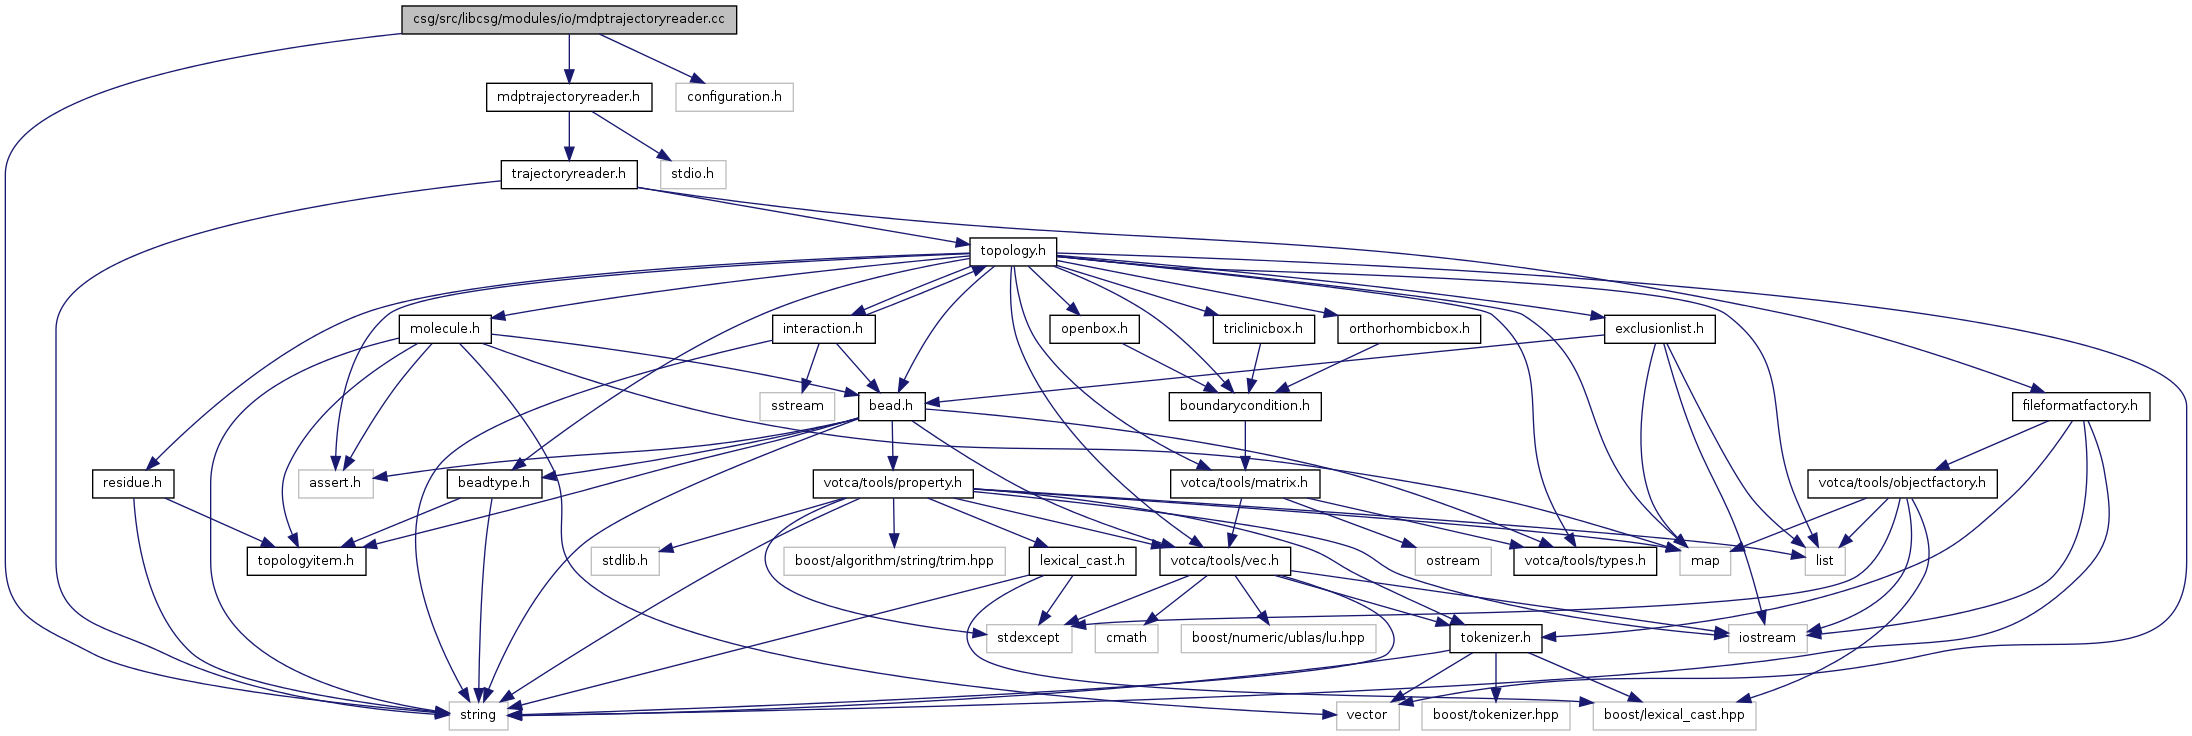 csg/src/libcsg/modules/io/mdptrajectoryreader.cc
mdptrajectoryreader.h
configuration.h
trajectoryreader.h
stdio.h
topology.h
molecule.h
interaction.h
openbox.h
triclinicbox.h
orthorhombicbox.h
exclusionlist.h
sstream
bead.h
boundarycondition.h
fileformatfactory.h
residue.h
assert.h
beadtype.h
votca/tools/property.h
votca/tools/matrix.h
votca/tools/objectfactory.h
topologyitem.h
stdlib.h
boost/algorithm/string/trim.hpp
lexical_cast.h
votca/tools/vec.h
ostream
votca/tools/types.h
map
list
stdexcept
cmath
boost/numeric/ublas/lu.hpp
tokenizer.h
iostream
string
vector
boost/tokenizer.hpp
boost/lexical_cast.hpp